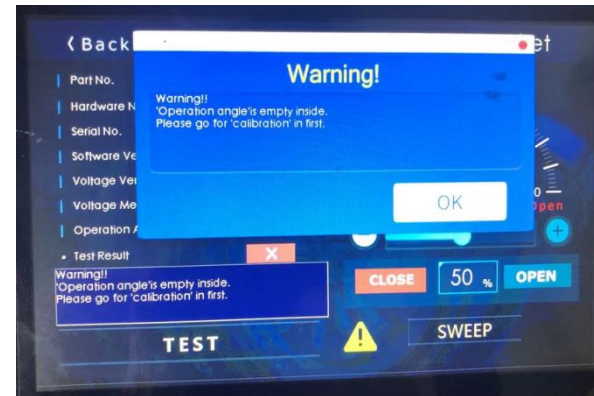 Back
et
Warning!
Part No.
Warning!!
'Operation angle'is empty inside.
Please go for 'calibration' in first.
Hardware N
Serial No.
Software Ve
Voltage Ver
Voltage Me
OK
0
pen
Operation A
Test Result
X
Warning!!
'Operation angle'is empty inside.
Please go for 'calibration' in first.
CLOSE
50 %
OPEN
TEST
SWEEP